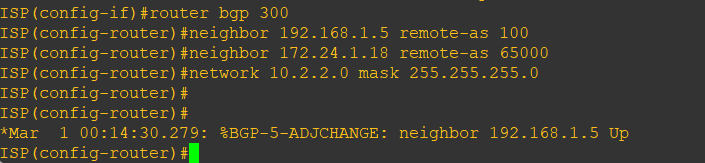 ISP(config-if)#router bgp 300
ISP(config-router)#neighbor 192.168.1.5 remote-as 100
ISP(config-router)#neighbor 172.24.1.18 remote-as 65000
ISP(config-router)#network 10.2.2.0 mask 255.255.255.0
ISP(config-router)#
ISP(config-router)#
*Mar  1 00:14:30.279: %BGP-5-ADJCHANGE: neighbor 192.168.1.5 Up
ISP(config-router)#